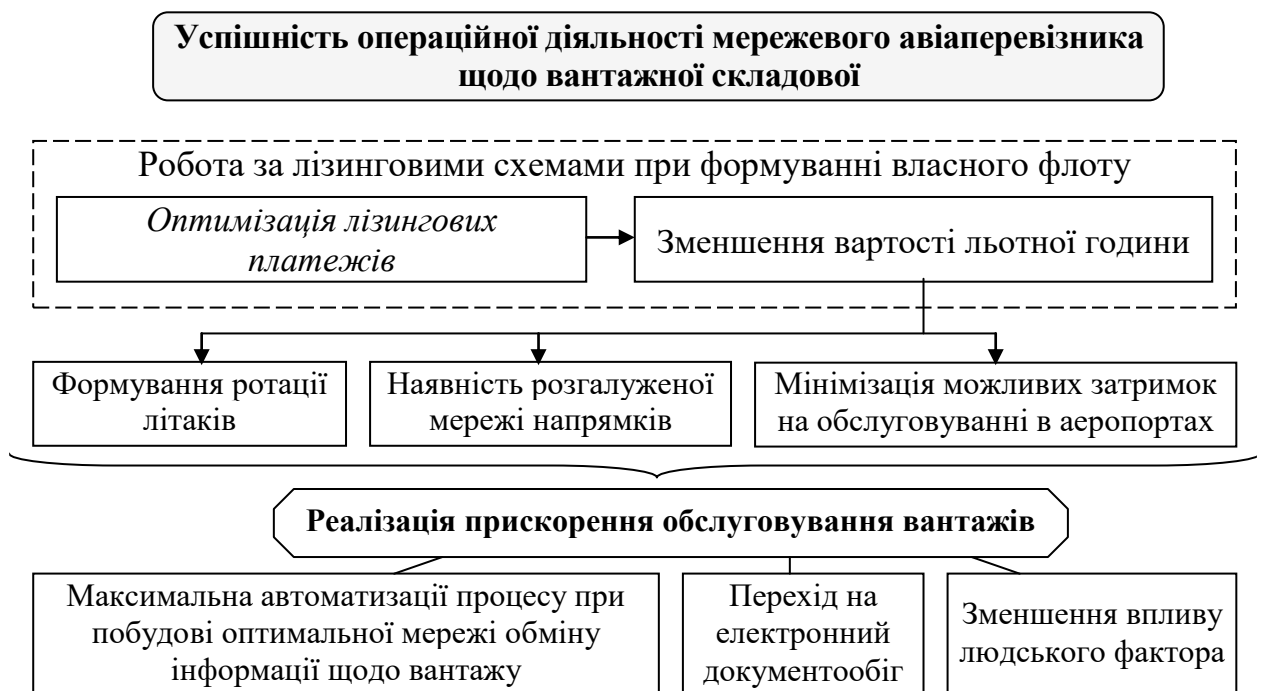 Успішність операційної діяльності мережевого авіаперевізника
щодо вантажної складової
Робота за лізинговими схемами при формуванні власного флоту
Оптимізація лізингових
платежів
Зменшення вартості льотної години
Формування ротації
літаків
Наявність розгалуженої
мережі напрямків
Мінімізація можливих затримок
на обслуговуванні в аеропортах
Реалізація прискорення обслуговування вантажів
Максимальна автоматизації процесу при
побудові оптимальної мережі обміну
інформації щодо вантажу
Перехід на
електронний
документообіг
Зменшення впливу
людського фактора